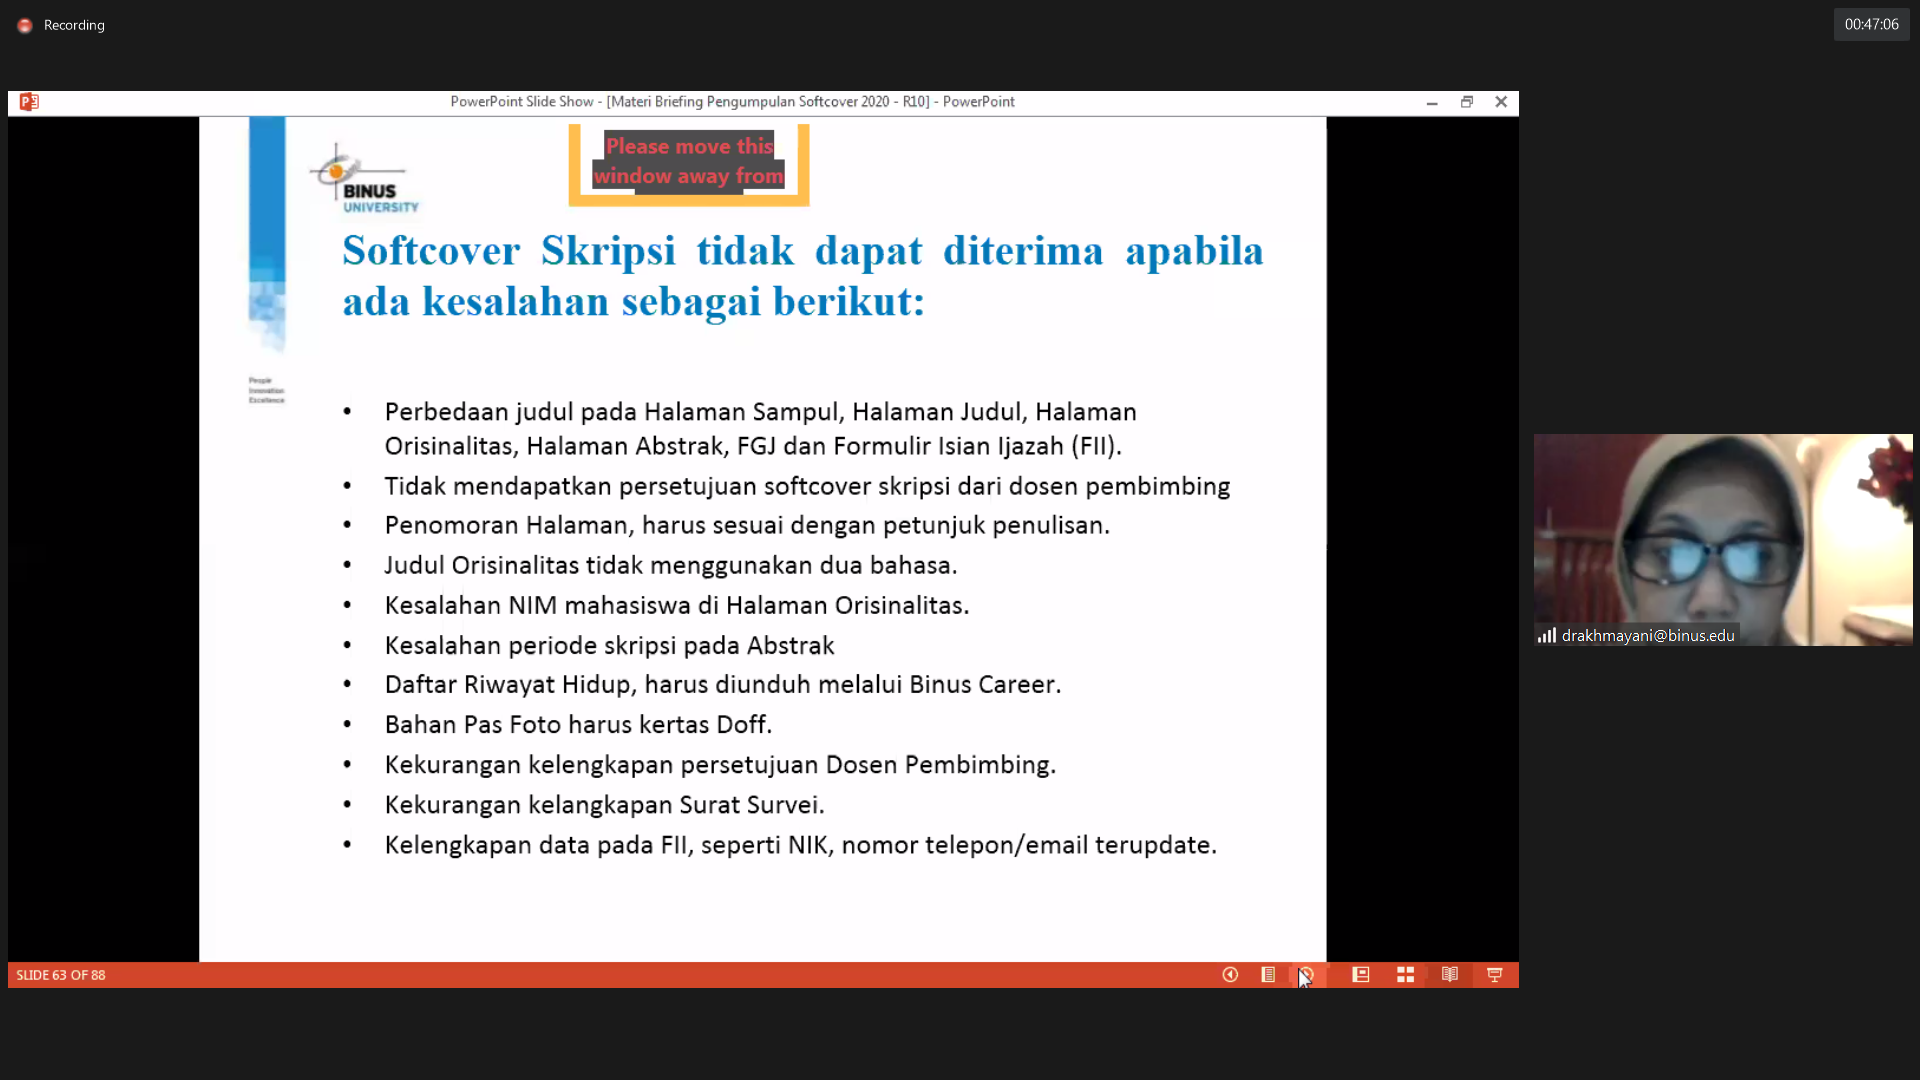 Recording
00:47:06
PowerPoint Slide Show - [Materi Briefing Pengumpulan Softcover 2020 - R10] - PowerPoint
Please move this
window away from
BINUS
UNIVERSITY
Softcover Skripsi tidak dapat diterima apabila
ada kesalahan sebagai berikut:
People
Innovation
Excellence
• Perbedaan judul pada Halaman Sampul, Halaman Judul, Halaman
Orisinalitas, Halaman Abstrak, FGJ dan Formulir Isian Ijazah (FII).
• Tidak mendapatkan persetujuan softcover skripsi dari dosen pembimbing
• Penomoran Halaman, harus sesuai dengan petunjuk penulisan.
• Judul Orisinalitas tidak menggunakan dua bahasa.
• Kesalahan NIM mahasiswa di Halaman Orisinalitas.
• Kesalahan periode skripsi pada Abstrak
• Daftar Riwayat Hidup, harus diunduh melalui Binus Career.
• Bahan Pas Foto harus kertas Doff.
• Kekurangan kelengkapan persetujuan Dosen Pembimbing.
• Kekurangan kelangkapan Surat Survei.
• Kelengkapan data pada FII, seperti NIK, nomor telepon/email terupdate.
drakhmayani@binus.edu
SLIDE 63 OF 88